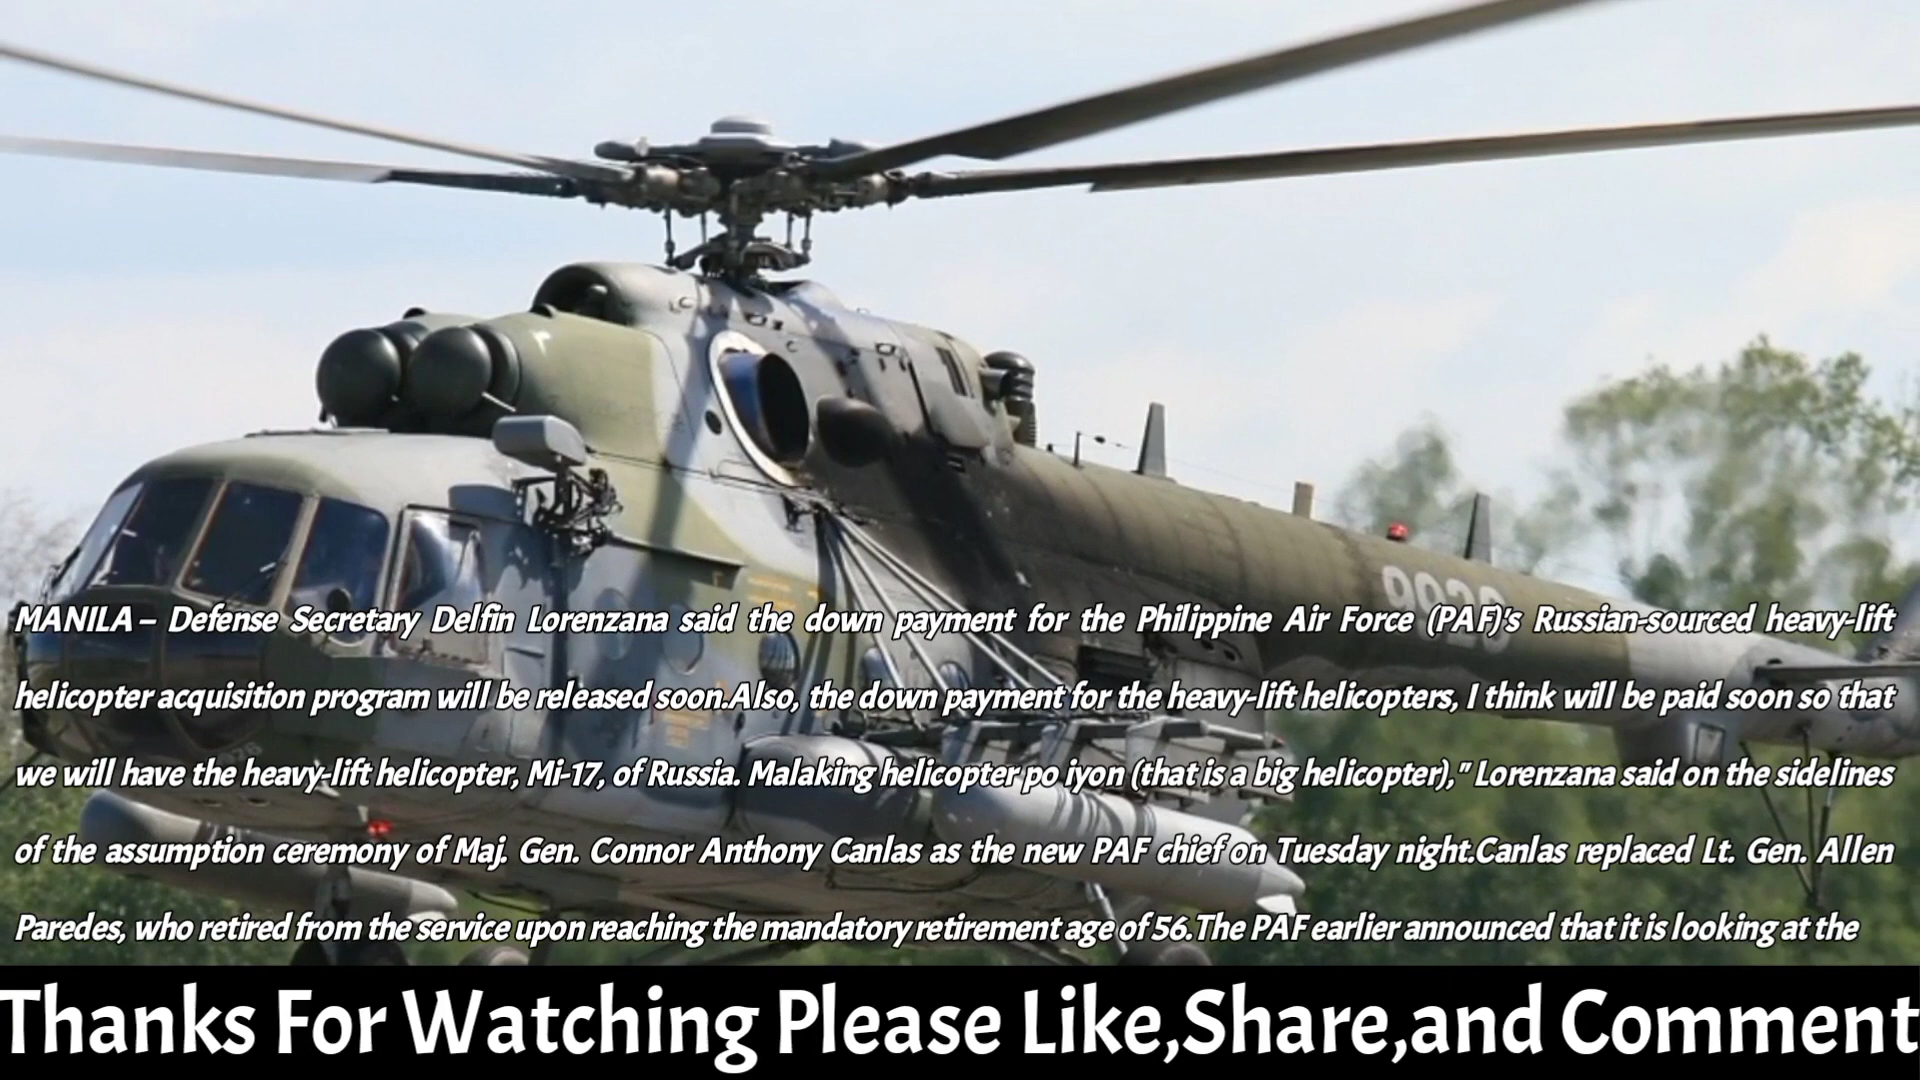 9926
MANILA – Defense Secretary Delfin Lorenzana said the down payment for the Philippine Air Force (PAF)'s Russian-sourced heavy-lift
helicopter acquisition program will be released soon.Also, the down payment for the heavy-lift helicopters, I think will be paid soon so that
we will have the heavy-lift helicopter, Mi-17, of Russia. Malaking helicopter po iyon (that is a big helicopter)," Lorenzana said on the sidelines
of the assumption ceremony of Maj. Gen. Connor Anthony Canlas as the new PAF chief on Tuesday night.Canlas replaced Lt. Gen. Allen
Paredes, who retired from the service upon reaching the mandatory retirement age of 56.The PAF earlier announced that it is looking at the
Thanks For Watching Please Like,Share,and Comment